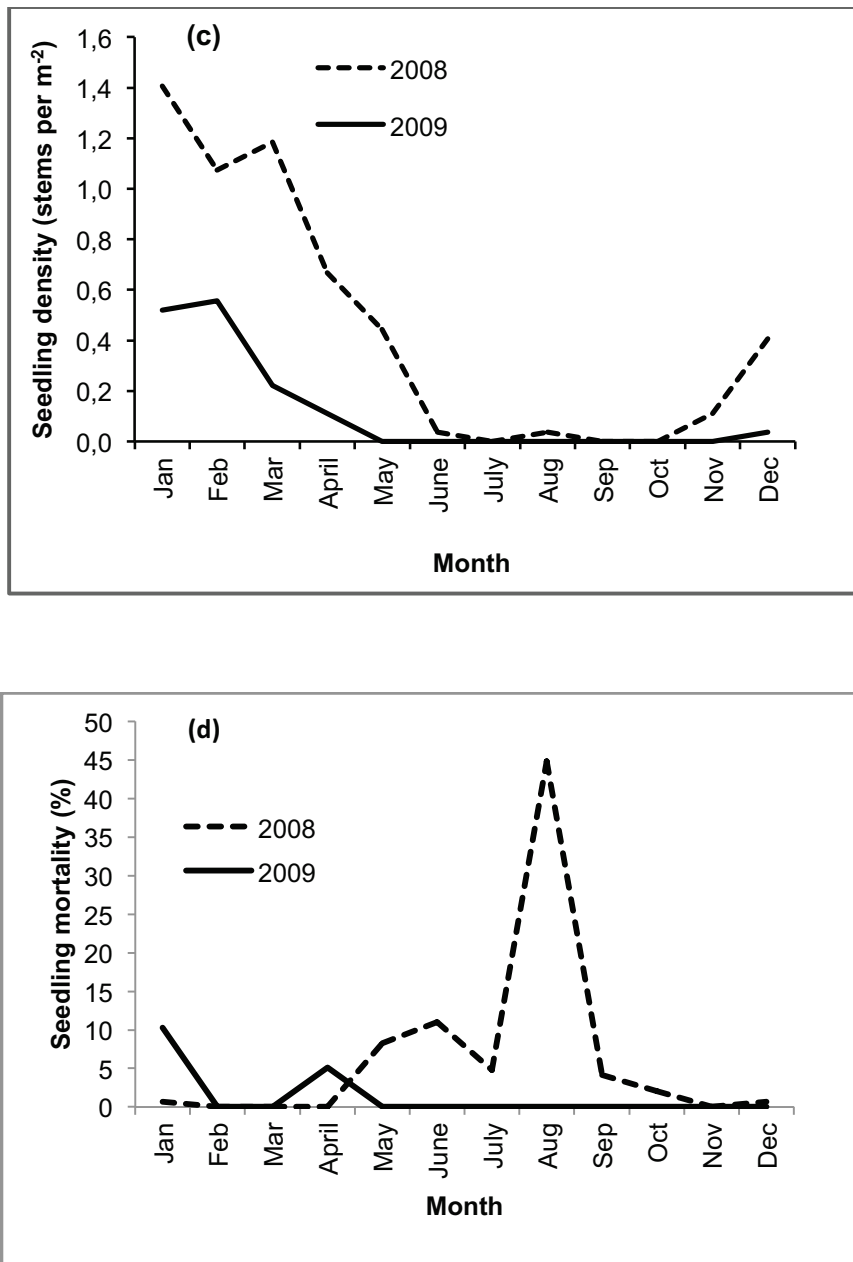 (c)
1,6
1,4
1,2
1,0
0,8
0,6
0,4
0,2
0,0
Seedling density (stems per m-2)
2008
2009
Jan
Feb
Mar
April
May
June
July
Aug
Sep
Oct
Nov
Dec
Month
(d)
50
45
40
35
30
25
20
15
10
5
0
Seedling mortality (%)
2008
2009
Jan
Feb
Mar
April
May
June
July
Aug
Sep
Oct
Nov
Dec
Month